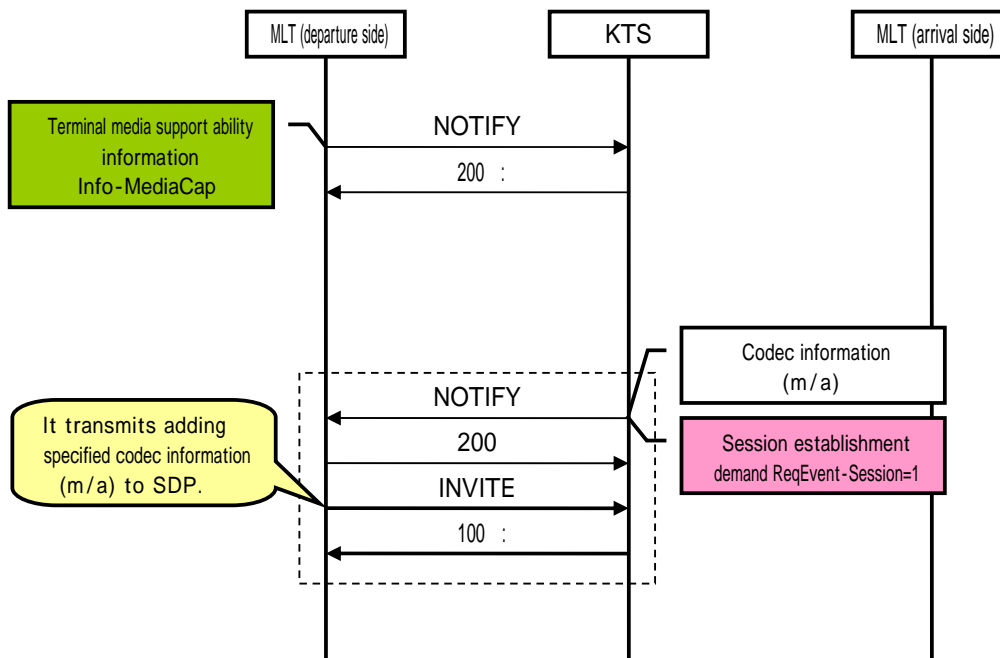 MLT (departure side)
KTS
MLT (arrival side)
Terminal media support ability
information
Info-MediaCap
NOTIFY
200 :
NOTIFY
Codec information
(m/a)
It transmits adding
specified codec information
(m/a) to SDP.
200
Session establishment
demand ReqEvent-Session=1
INVITE
100 :